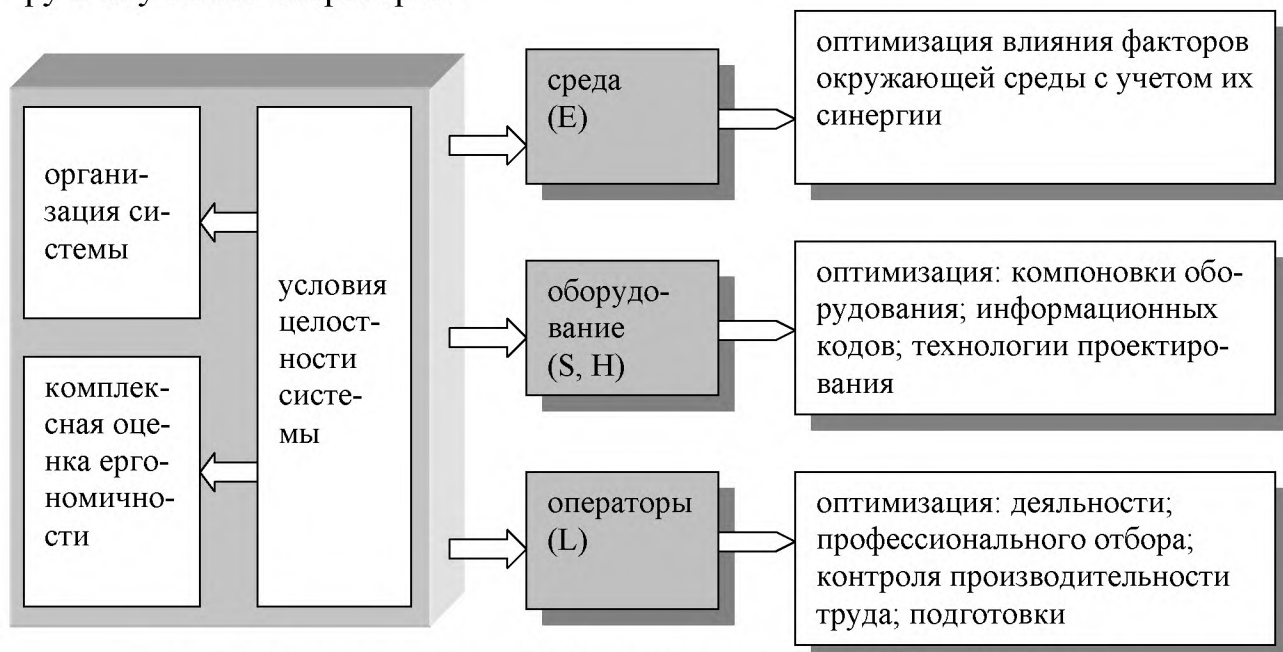 среда
(E)
оптимизация влияния факторов
окружающей среды с учетом их
синергии
органи-
зация си-
стемы
условия
целост-
ности
систе-
мы
комплек-
сная оце-
нка ерго-
номично-
сти
оборудо-
вание
(S, H)
оптимизация: компоновки обо-
рудования; информационных
кодов; технологии проектиро-
вания
операторы
(L)
оптимизация: деяльности;
профессионального отбора;
контроля производительности
труда; подготовки